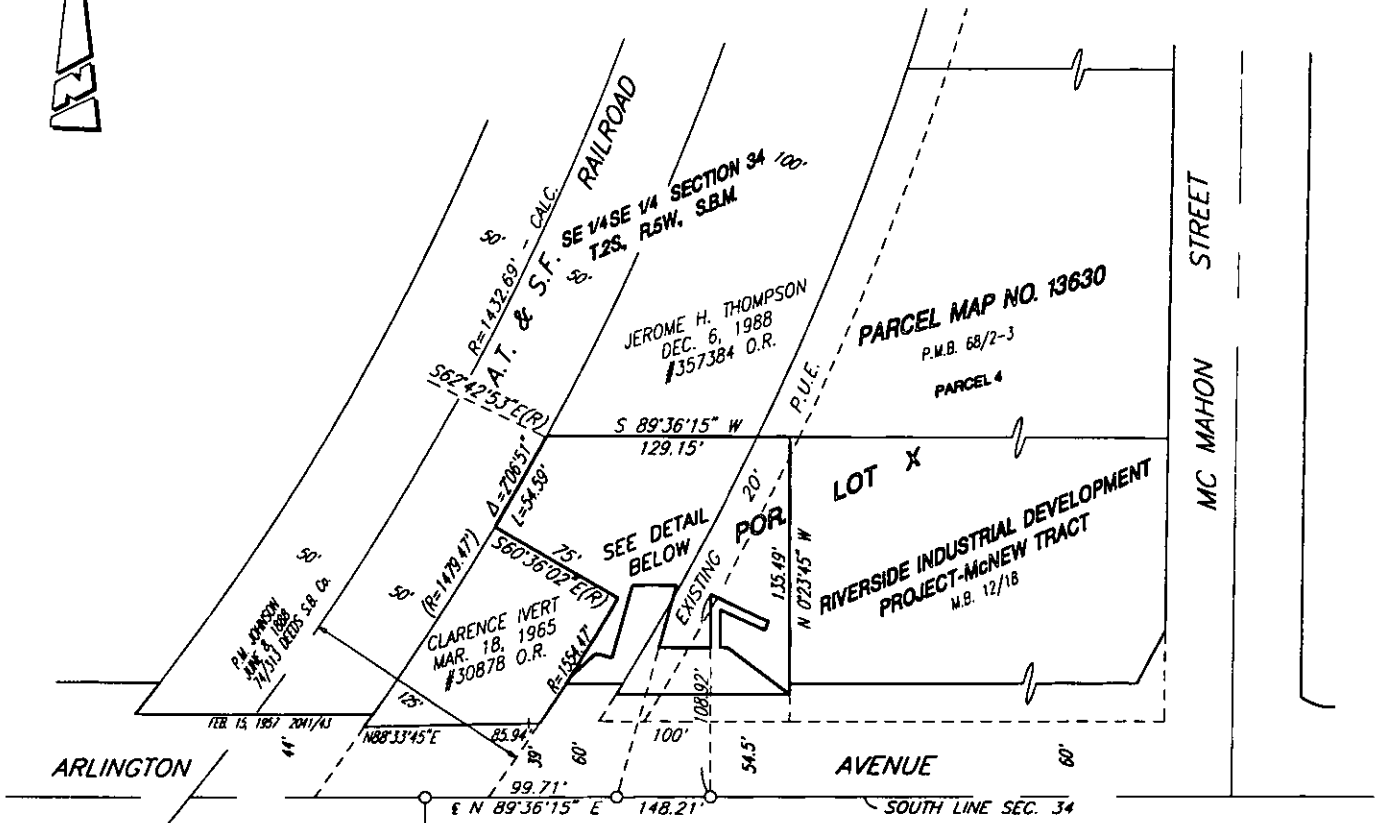 N
RAILROAD
R=1432.69' - CALC.
50'
A.T. & S.F.
50'
SE 1/4 SE 1/4 SECTION 34
T.2S., R.5W., S.B.M.
100'
JEROME H. THOMPSON
DEC. 6, 1988
#357384 O.R.
P.U.E.
PARCEL MAP NO. 13630
P.M.B. 68/2-3
PARCEL 4
MC MAHON STREET
S62°42'53"E(R)
S 89°36'15" W
129.15'
Δ=2°06'51"
L=54.59'
(R=1479.47')
75'
S60°36'02"E(R)
SEE DETAIL
BELOW
EXISTING 20'
POR.
LOT X
135.49'
N 0°23'45" W
RIVERSIDE INDUSTRIAL DEVELOPMENT
PROJECT-McNEW TRACT
M.B. 12/18
50'
50'
P.M. JOHNSON
JUNE 8, 1888
74/313 DEEDS S.B. Co.
CLARENCE IVERT
MAR. 18, 1965
#30878 O.R.
R=1554.47'
125'
108.92'
FEB. 15, 1957 2041/43
N88°33'45"E
85.94'
44'
39'
60'
100'
54.5'
60'
ARLINGTON
AVENUE
99.71'
℄ N 89°36'15" E
148.21'
SOUTH LINE SEC. 34